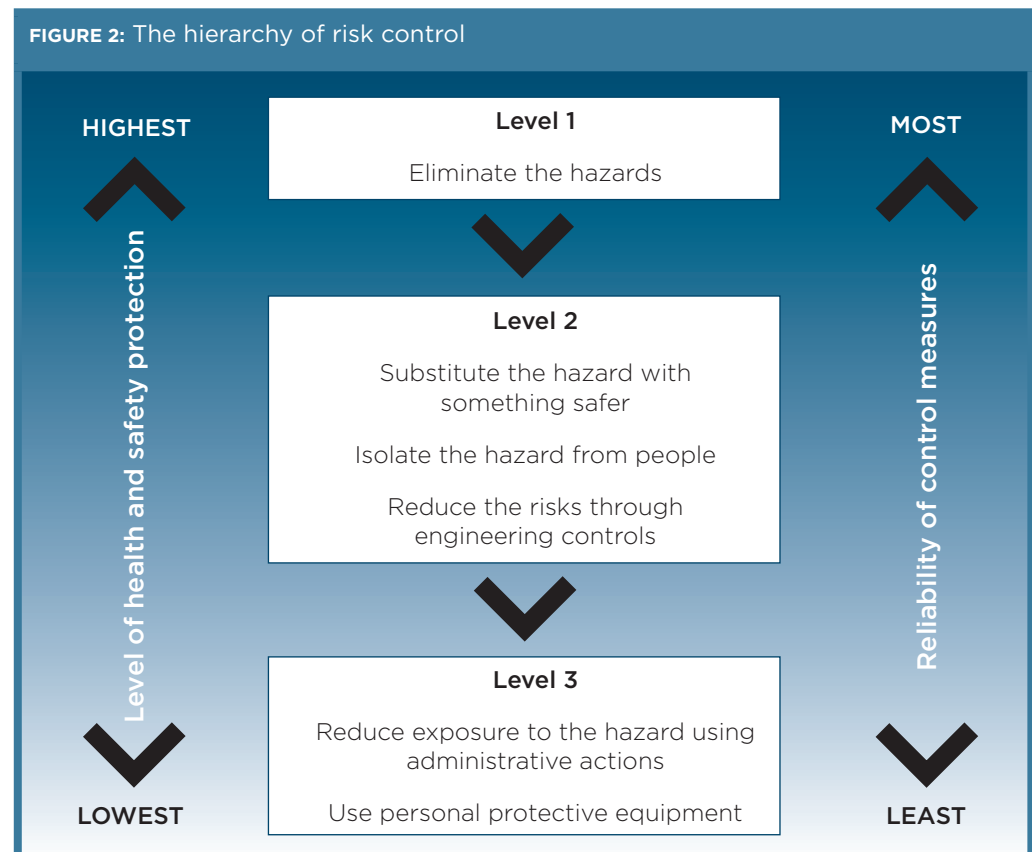 FIGURE 2: The hierarchy of risk control
HIGHEST
Level of health and safety protection
LOWEST
Level 1
Eliminate the hazards
Level 2
Substitute the hazard with
something safer
Isolate the hazard from people
Reduce the risks through
engineering controls
Level 3
Reduce exposure to the hazard using
administrative actions
Use personal protective equipment
MOST
Reliability of control measures
LEAST